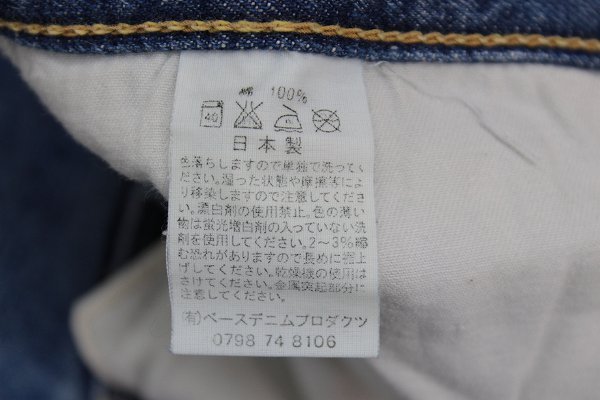 綿 100%
40
日本製
色落ちしますので単独で洗ってく
ださい。湿った状態や摩擦等によ
り移染しますので注意してくださ
い。漂白剤の使用禁止。色の薄い
物は蛍光増白剤の入っていない洗
剤を使用してください。2～3%縮
む恐れがありますので長めに裾上
げしてください。乾燥機の使用は
さけてください。金属突起部分に
注意してください。
(有)ベースデニムプロダクツ
0798 74 8106